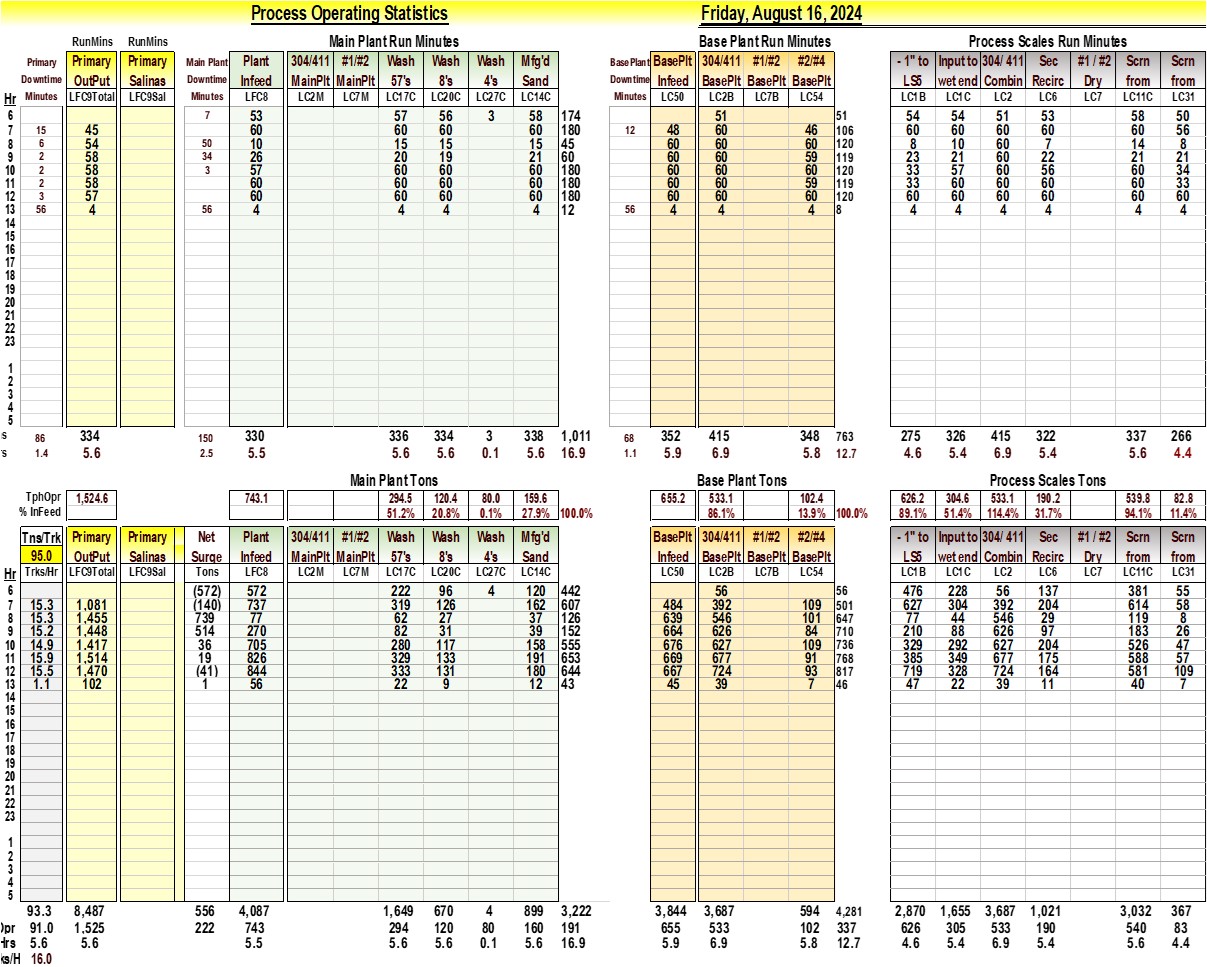 Process Operating Statistics Friday, August 16, 2024
RunMins RunMins Main Plant Run Minutes Base Plant Run Minutes Process Scales Run Minutes
Primary Primary Primary Main Plant Plant 304/411 #1/#2 Wash Wash Wash Mfg'd BasePlant BasePlt 304/411 #1/#2 #2/#4 - 1" to Input to 304/ 411 Sec #1 / #2 Scrn Scrn
Downtime OutPut Salinas Downtime Infeed MainPlt MainPlt 57's 8's 4's Sand Downtime Infeed BasePlt BasePlt BasePlt LS5 wet end Combin Recirc Dry from from
Hr Minutes LFC9Total LFC9Sal Minutes LFC8 LC2M LC7M LC17C LC20C LC27C LC14C Minutes LC50 LC2B LC7B LC54 LC1B LC1C LC2 LC6 LC7 LC11C LC31
6 7 53 57 56 3 58 174 51 51 54 54 51 53 58 50
7 15 45 60 60 60 60 180 12 48 60 46 106 60 60 60 60 60 56
8 6 54 50 10 15 15 15 45 60 60 60 120 8 10 60 7 14 8
9 2 58 34 26 20 19 21 60 60 60 59 119 23 21 60 22 21 21
10 2 58 3 57 60 60 60 180 60 60 60 120 33 57 60 56 60 34
11 2 58 60 60 60 60 180 60 60 59 119 33 60 60 60 60 33
12 3 57 60 60 60 60 180 60 60 60 120 60 60 60 60 60 60
13 56 4 56 4 4 4 4 12 56 4 4 4 8 4 4 4 4 4 4
14
15
16
17
18
19
20
21
22
23
1
2
3
4
5
s 86 334 150 330 336 334 3 338 1,011 68 352 415 348 763 275 326 415 322 337 266
s 1.4 5.6 2.5 5.5 5.6 5.6 0.1 5.6 16.9 1.1 5.9 6.9 5.8 12.7 4.6 5.4 6.9 5.4 5.6 4.4
Main Plant Tons Base Plant Tons Process Scales Tons
TphOpr 1,524.6 743.1 294.5 120.4 80.0 159.6 655.2 533.1 102.4 626.2 304.6 533.1 190.2 539.8 82.8
% InFeed 51.2% 20.8% 0.1% 27.9% 100.0% 86.1% 13.9% 100.0% 89.1% 51.4% 114.4% 31.7% 94.1% 11.4%
Tns/Trk Primary Primary Net Plant 304/411 #1/#2 Wash Wash Wash Mfg'd BasePlt 304/411 #1/#2 #2/#4 - 1" to Input to 304/ 411 Sec #1 / #2 Scrn Scrn
95.0 OutPut Salinas Surge Infeed MainPlt MainPlt 57's 8's 4's Sand Infeed BasePlt BasePlt BasePlt LS5 wet end Combin Recirc Dry from from
Hr Trks/Hr LFC9Total LFC9Sal Tons LFC8 LC2M LC7M LC17C LC20C LC27C LC14C LC50 LC2B LC7B LC54 LC1B LC1C LC2 LC6 LC7 LC11C LC31
6 (572) 572 222 96 4 120 442 56 56 476 228 56 137 381 55
7 15.3 1,081 (140) 737 319 126 162 607 484 392 109 501 627 304 392 204 614 58
8 15.3 1,455 739 77 62 27 37 126 639 546 101 647 77 44 546 29 119 8
9 15.2 1,448 514 270 82 31 39 152 664 626 84 710 210 88 626 97 183 26
10 14.9 1,417 36 705 280 117 158 555 676 627 109 736 329 292 627 204 526 47
11 15.9 1,514 19 826 329 133 191 653 669 677 91 768 385 349 677 175 588 57
12 15.5 1,470 (41) 844 333 131 180 644 667 724 93 817 719 328 724 164 581 109
13 1.1 102 1 56 22 9 12 43 45 39 7 46 47 22 39 11 40 7
14
15
16
17
18
19
20
21
22
23
1
2
3
4
5
93.3 8,487 556 4,087 1,649 670 4 899 3,222 3,844 3,687 594 4,281 2,870 1,655 3,687 1,021 3,032 367
Opr 91.0 1,525 222 743 294 120 80 160 191 655 533 102 337 626 305 533 190 540 83
Hrs 5.6 5.6 5.5 5.6 5.6 0.1 5.6 16.9 5.9 6.9 5.8 12.7 4.6 5.4 6.9 5.4 5.6 4.4
ks/H 16.0